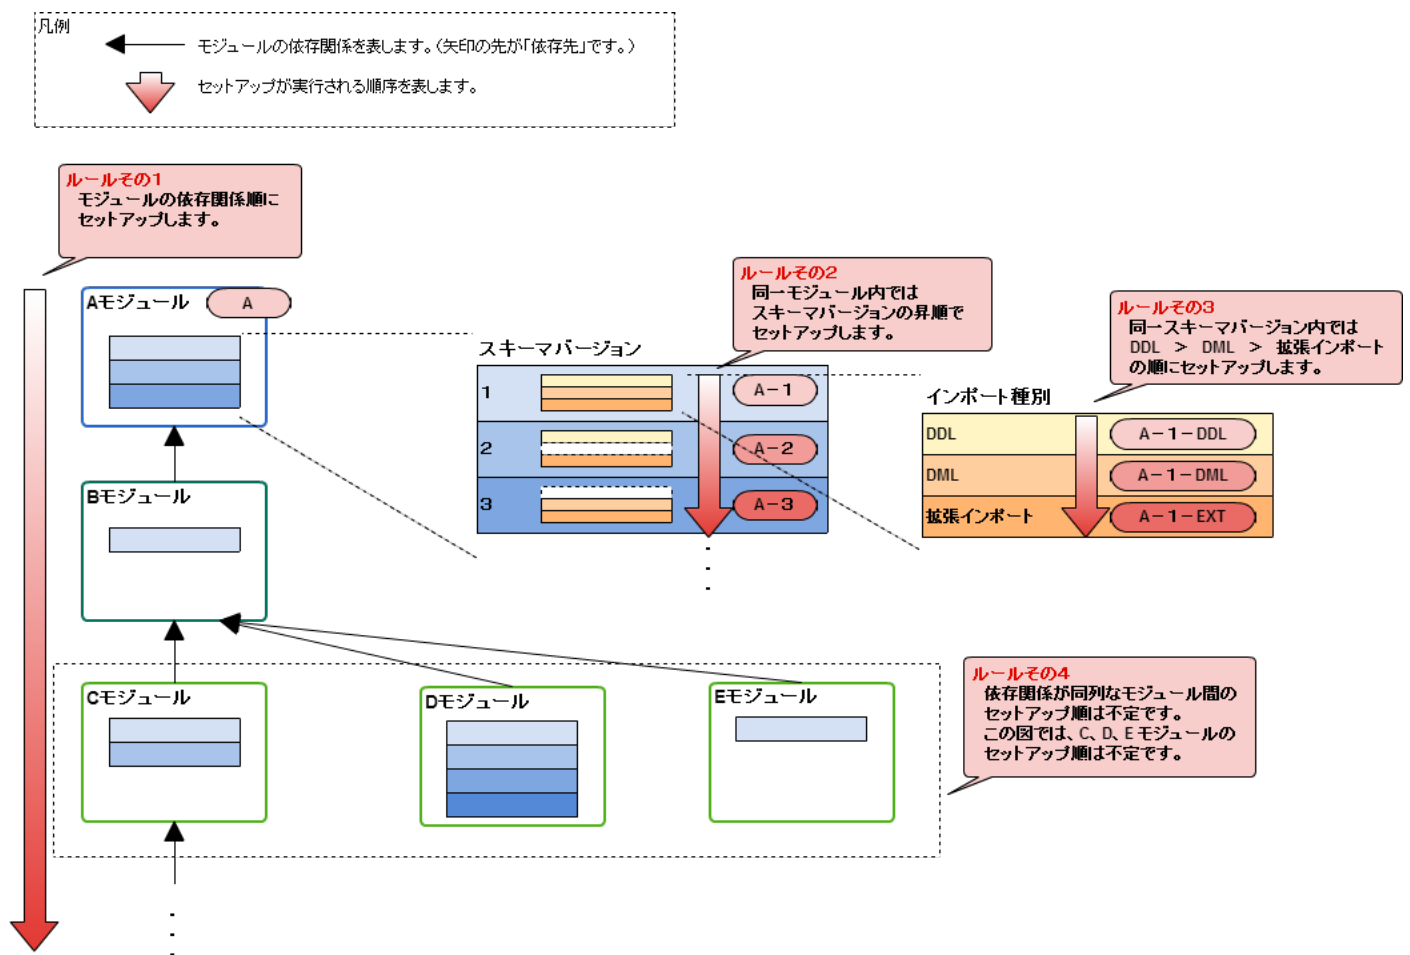 凡例
モジュールの依存関係を表します。(矢印の先が「依存先」です。)
セットアップが実行される順序を表します。
ルールその1
モジュールの依存関係順に
セットアップします。
Aモジュール
A
ルールその2
同一モジュール内では
スキーマバージョンの昇順で
セットアップします。
スキーマバージョン
1
A-1
2
A-2
3
A-3
ルールその3
同一スキーマバージョン内では
DDL > DML > 拡張インポート
の順にセットアップします。
インポート種別
DDL
A-1-DDL
DML
A-1-DML
拡張インポート
A-1-EXT
Bモジュール
Cモジュール
Dモジュール
Eモジュール
ルールその4
依存関係が同列なモジュール間の
セットアップ順は不定です。
この図では、C、D、Eモジュールの
セットアップ順は不定です。